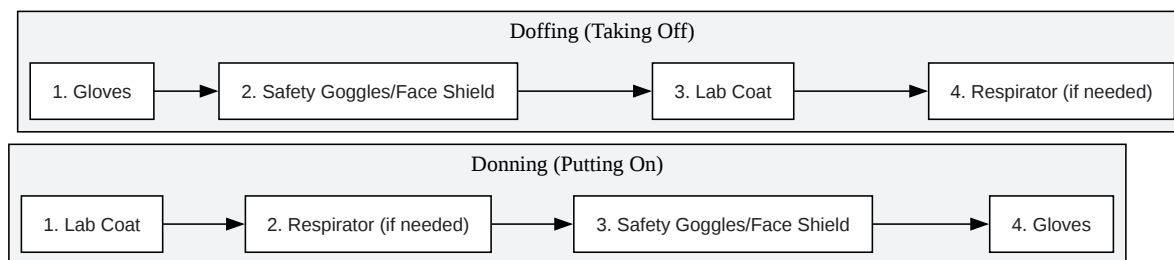 Doffing (Taking Off)
1. Gloves
2. Safety Goggles/Face Shield
3. Lab Coat
4. Respirator (if needed)
Donning (Putting On)
1. Lab Coat
2. Respirator (if needed)
3. Safety Goggles/Face Shield
4. Gloves